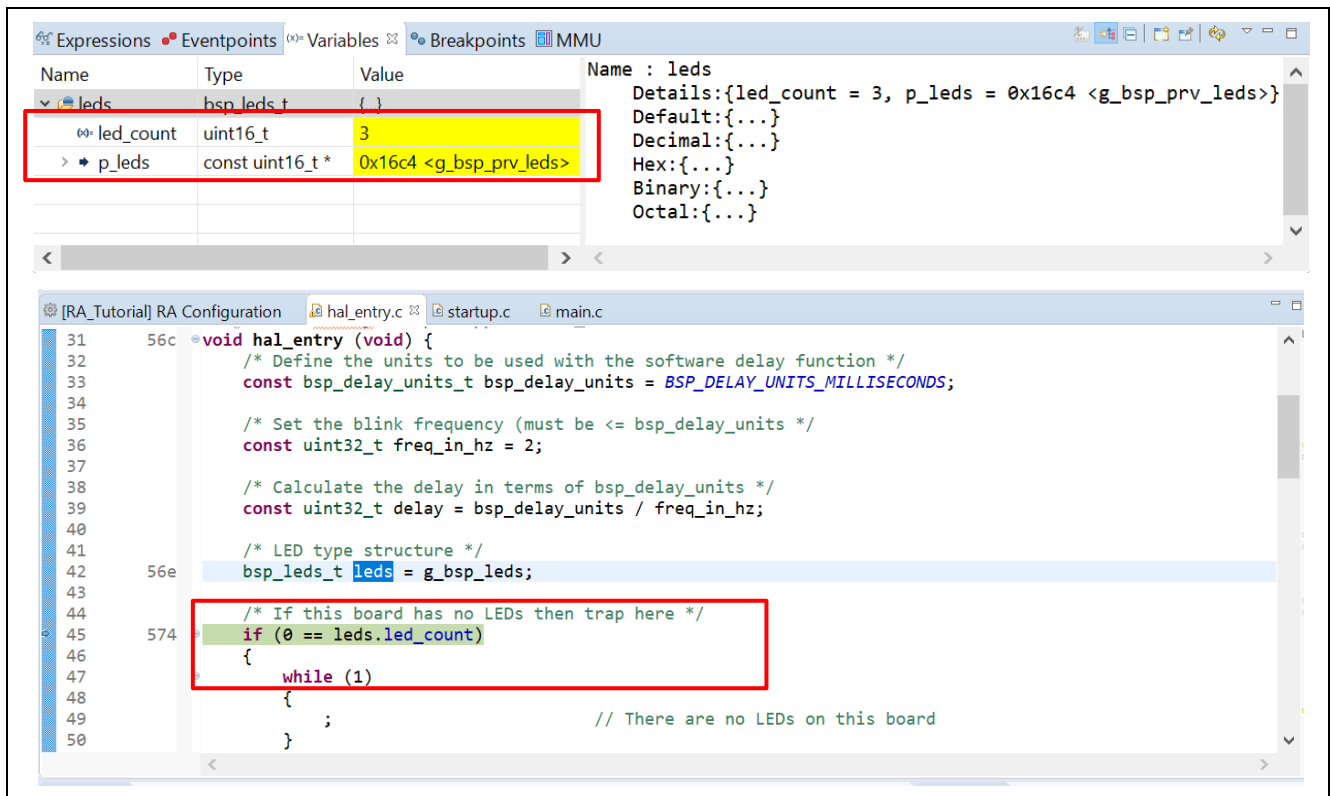 Expressions Eventpoints (x)= Variables Breakpoints MMU
Name Type Value
leds bsp_leds_t {...}
(x)= led_count uint16_t 3
> p_leds const uint16_t * 0x16c4 <g_bsp_prv_leds>
Name : leds
Details:{led_count = 3, p_leds = 0x16c4 <g_bsp_prv_leds>}
Default:{...}
Decimal:{...}
Hex:{...}
Binary:{...}
Octal:{...}
[RA_Tutorial] RA Configuration hal_entry.c startup.c main.c
31 56c void hal_entry (void) {
32 /* Define the units to be used with the software delay function */
33 const bsp_delay_units_t bsp_delay_units = BSP_DELAY_UNITS_MILLISECONDS;
34
35 /* Set the blink frequency (must be <= bsp_delay_units */
36 const uint32_t freq_in_hz = 2;
37
38 /* Calculate the delay in terms of bsp_delay_units */
39 const uint32_t delay = bsp_delay_units / freq_in_hz;
40
41 /* LED type structure */
42 56e bsp_leds_t leds = g_bsp_leds;
43
44 /* If this board has no LEDs then trap here */
45 574 if (0 == leds.led_count)
46 {
47 while (1)
48 {
49 ; // There are no LEDs on this board
50 }